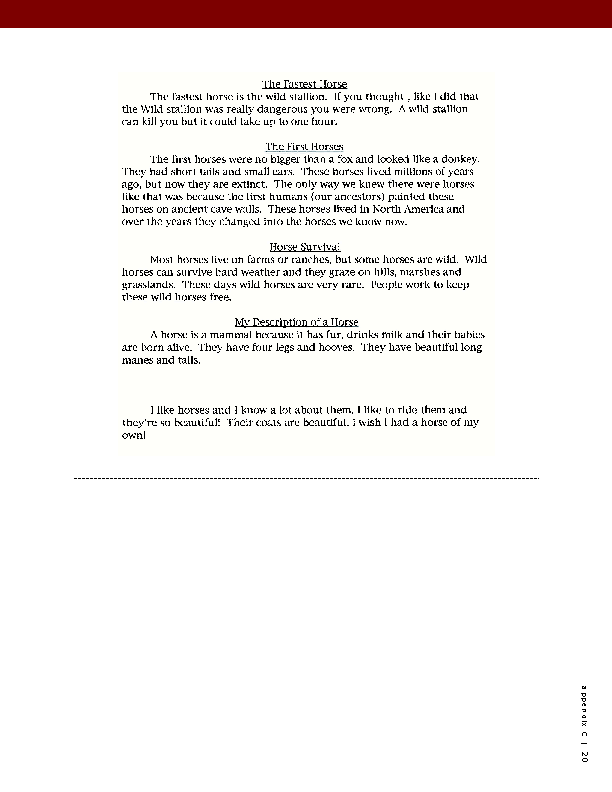 The Fastest Horse
The fastest horse is the wild stallion. If you thought , like I did that
the Wild stallion was really dangerous you were wrong. A wild stallion
can kill you but it could take up to one hour.
The First Horses
The first horses were no bigger than a fox and looked like a donkey.
They had short tails and small ears. These horses lived millions of years
ago, but now they are extinct. The only way we knew there were horses
like that was because the first humans (our ancestors) painted these
horses on ancient cave walls. These horses lived in North America and
over the years they changed into the horses we know now.
Horse Survival
Most horses live on farms or ranches, but some horses are wild. Wild
horses can survive hard weather and they graze on hills, marshes and
grasslands. These days wild horses are very rare. People work to keep
these wild horses free.
My Description of a Horse
A horse is a mammal because it has fur, drinks milk and their babies
are born alive. They have four legs and hooves. They have beautiful long
manes and tails.
I like horses and I know a lot about them. I like to ride them and
they're so beautiful! Their coats are beautiful. I wish I had a horse of my
own!
appendix C | 20